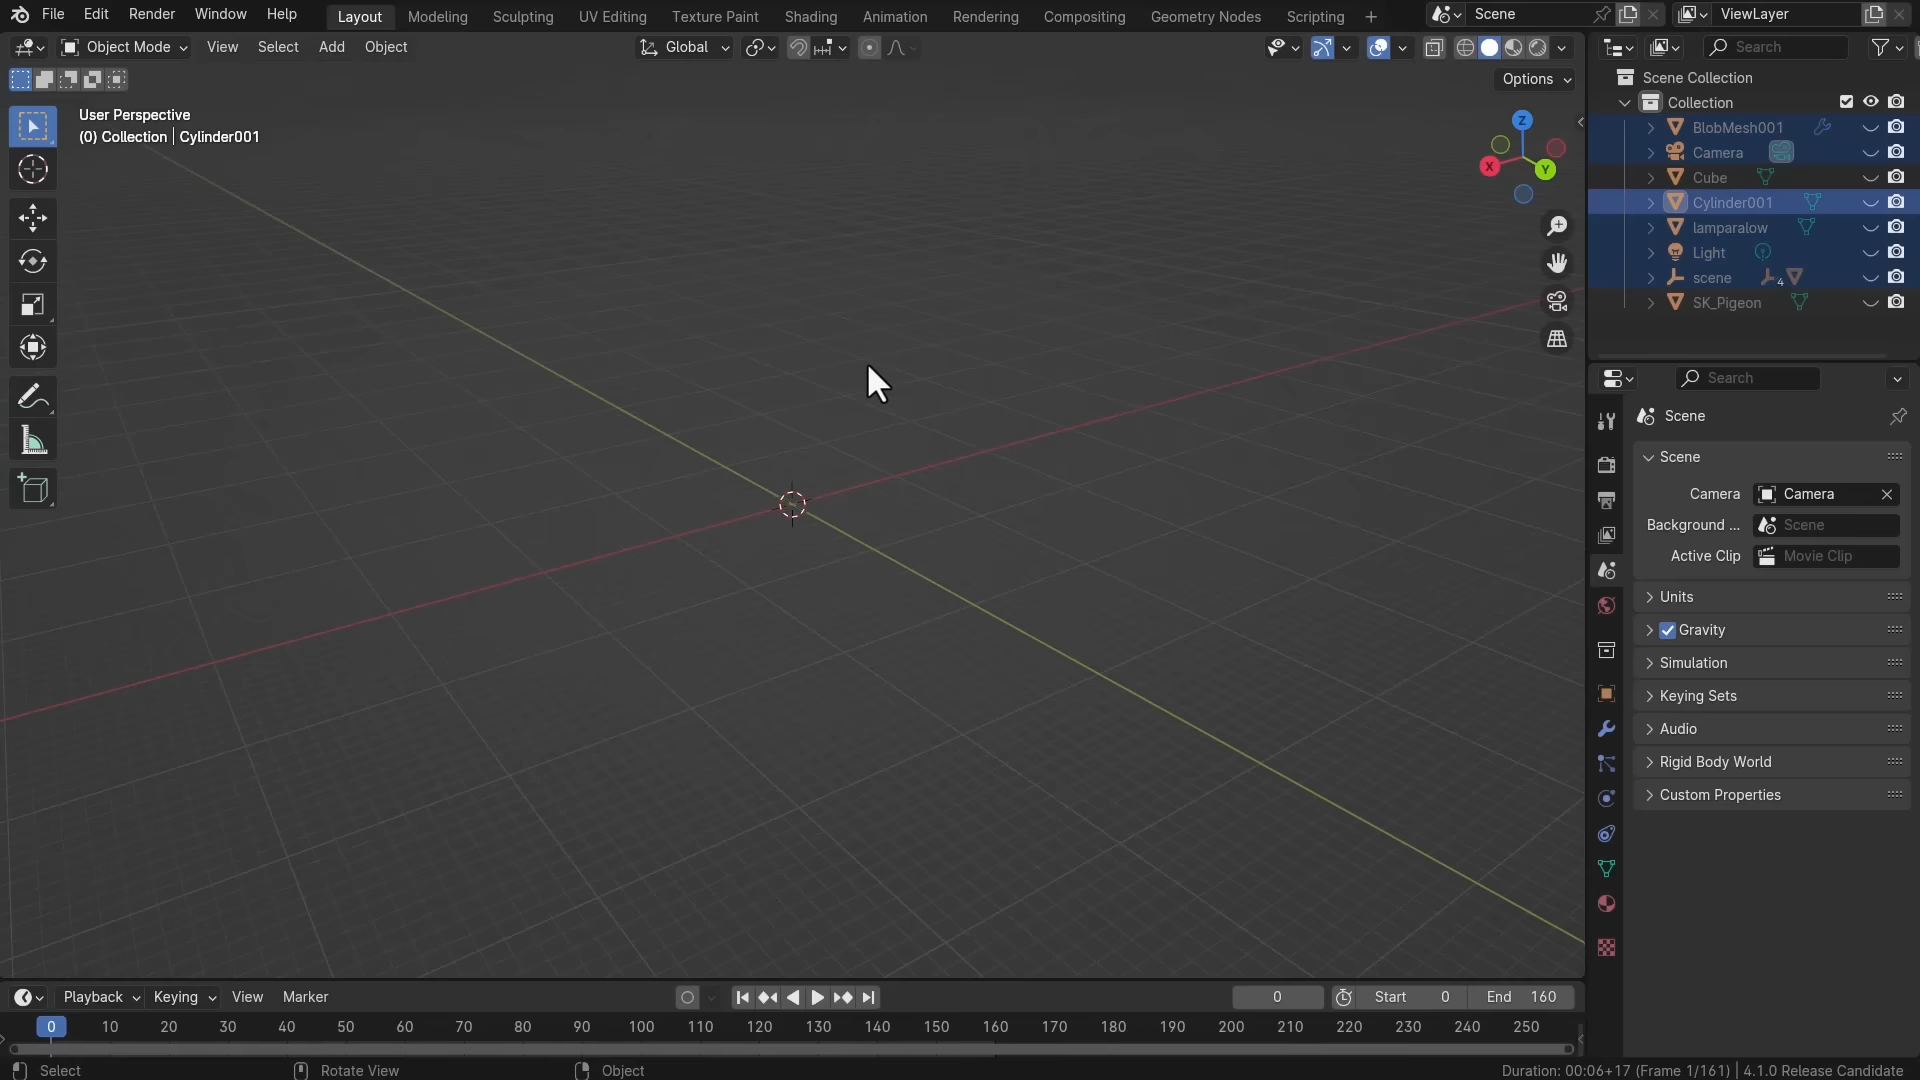 File Edit Render Window Help Layout Modeling Sculpting UV Editing Texture Paint Shading Animation Rendering Compositing Geometry Nodes Scripting + Scene ViewLayer
Object Mode View Select Add Object Global Search
Options
User Perspective
(0) Collection | Cylinder001
X Y Z
Scene Collection
Collection
BlobMesh001
Camera
Cube
Cylinder001
lamparalow
Light
scene 4
SK_Pigeon
Search
Scene
Scene
Camera Camera
Background ... Scene
Active Clip Movie Clip
Units
Gravity
Simulation
Keying Sets
Audio
Rigid Body World
Custom Properties
Playback Keying View Marker 0 Start 0 End 160
0 10 20 30 40 50 60 70 80 90 100 110 120 130 140 150 160 170 180 190 200 210 220 230 240 250
Select Rotate View Object Duration: 00:06+17 (Frame 1/161) | 4.1.0 Release Candidate